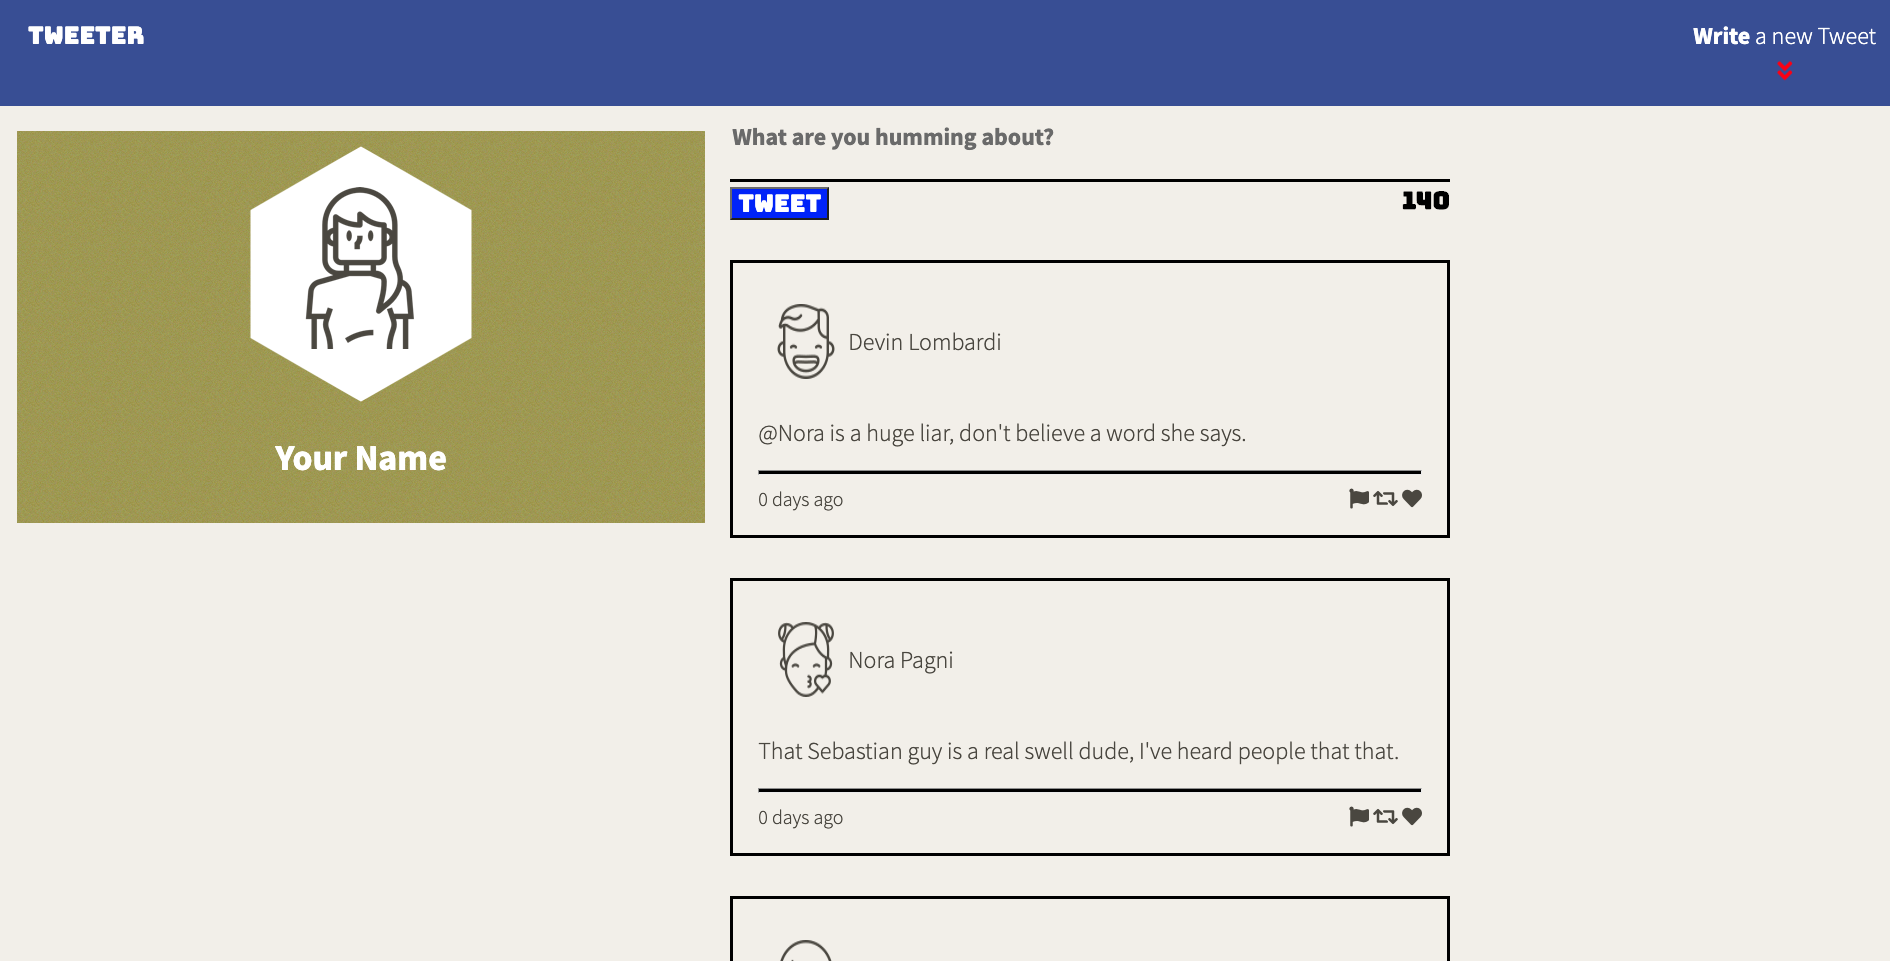 TWEETER
Write a new Tweet
Your Name
What are you humming about?
TWEET
140
Devin Lombardi
@Nora is a huge liar, don't believe a word she says.
0 days ago
Nora Pagni
That Sebastian guy is a real swell dude, I've heard people that that.
0 days ago